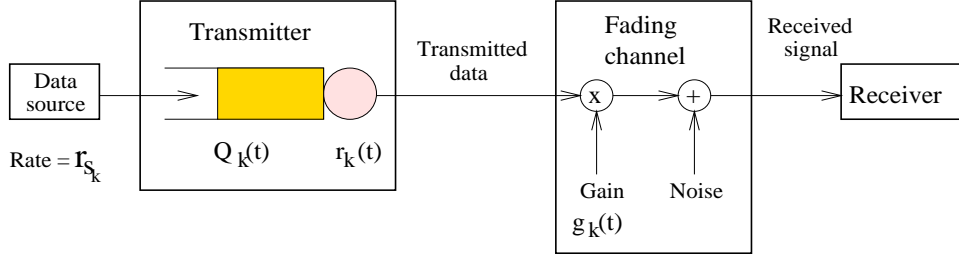 Transmitter
Fading
channel
Received
signal
Transmitted
data
Data
source
x
+
Receiver
Rate = r_{s_k}
Q_k(t)
r_k(t)
Gain
Noise
g_k(t)